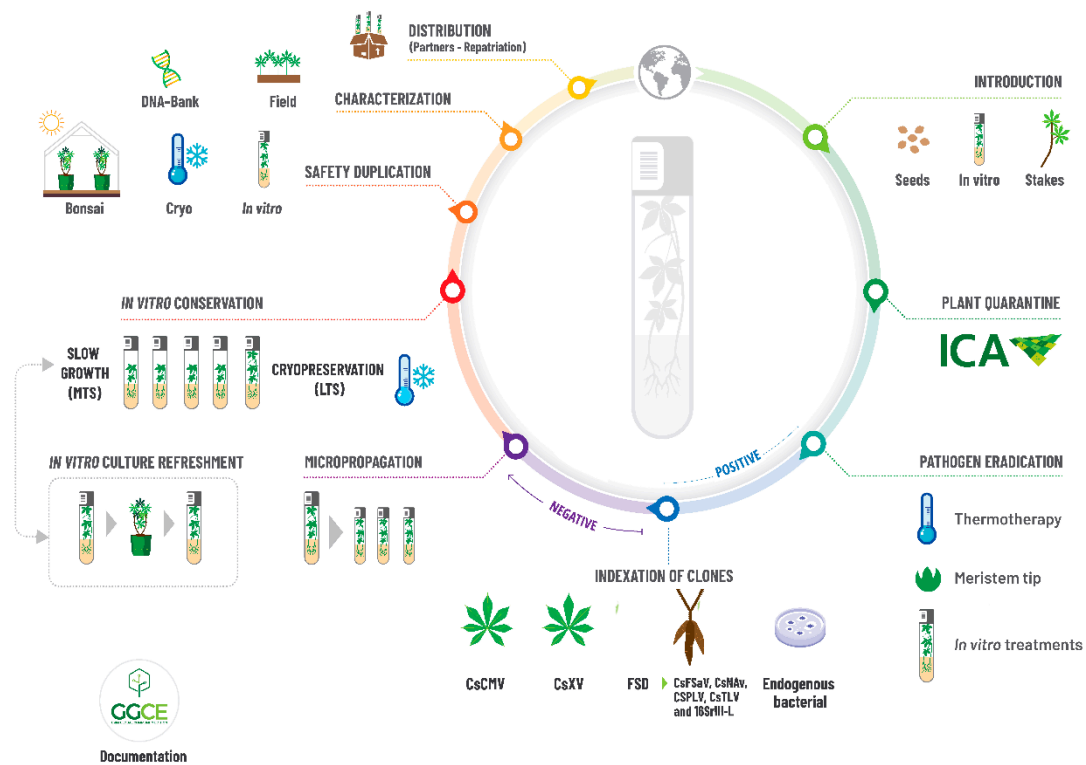 DISTRIBUTION
(Partners - Repatriation)
DNA-Bank
Field
CHARACTERIZATION
SAFETY DUPLICATION
Bonsai
Cryo
In vitro
INTRODUCTION
Seeds
In vitro
Stakes
IN VITRO CONSERVATION
SLOW
GROWTH
(MTS)
CRYOPRESERVATION
(LTS)
PLANT QUARANTINE
ICA
IN VITRO CULTURE REFRESHMENT
MICROPROPAGATION
NEGATIVE
POSITIVE
PATHOGEN ERADICATION
Thermotherapy
Meristem tip
In vitro treatments
INDEXATION OF CLONES
CsCMV
CsXV
FSD
CsFSaV, CsNAv,
CSPLV, CsTLV
and 16SrIII-L
Endogenous
bacterial
GGCE
Documentation